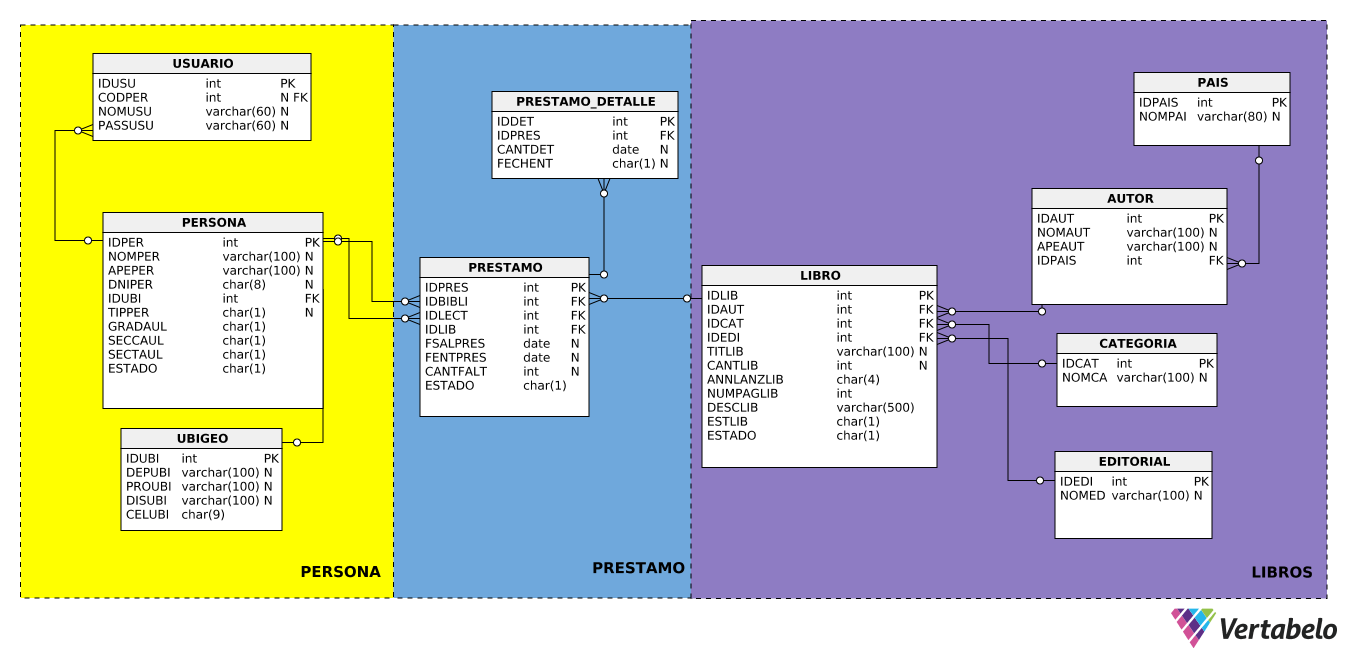 USUARIO
IDUSU int PK
CODPER int N FK
NOMUSU varchar(60) N
PASSUSU varchar(60) N
PERSONA
IDPER int PK
NOMPER varchar(100) N
APEPER varchar(100) N
DNIPER char(8) N
IDUBI int FK
TIPPER char(1) N
GRADAUL char(1)
SECCAUL char(1)
SECTAUL char(1)
ESTADO char(1)
UBIGEO
IDUBI int PK
DEPUBI varchar(100) N
PROUBI varchar(100) N
DISUBI varchar(100) N
CELUBI char(9)
PERSONA
PRESTAMO_DETALLE
IDDET int PK
IDPRES int FK
CANTDET date N
FECHENT char(1) N
PRESTAMO
IDPRES int PK
IDBIBLI int FK
IDLECT int FK
IDLIB int FK
FSALPRES date N
FENTPRES date N
CANTFALT int N
ESTADO char(1)
PRESTAMO
LIBRO
IDLIB int PK
IDAUT int FK
IDCAT int FK
IDEDI int FK
TITLIB varchar(100) N
CANTLIB int N
ANNLANZLIB char(4)
NUMPAGLIB int
DESCLIB varchar(500)
ESTLIB char(1)
ESTADO char(1)
PAIS
IDPAIS int PK
NOMPAI varchar(80) N
AUTOR
IDAUT int PK
NOMAUT varchar(100) N
APEAUT varchar(100) N
IDPAIS int FK
CATEGORIA
IDCAT int PK
NOMCA varchar(100) N
EDITORIAL
IDEDI int PK
NOMED varchar(100) N
LIBROS
Vertabelo